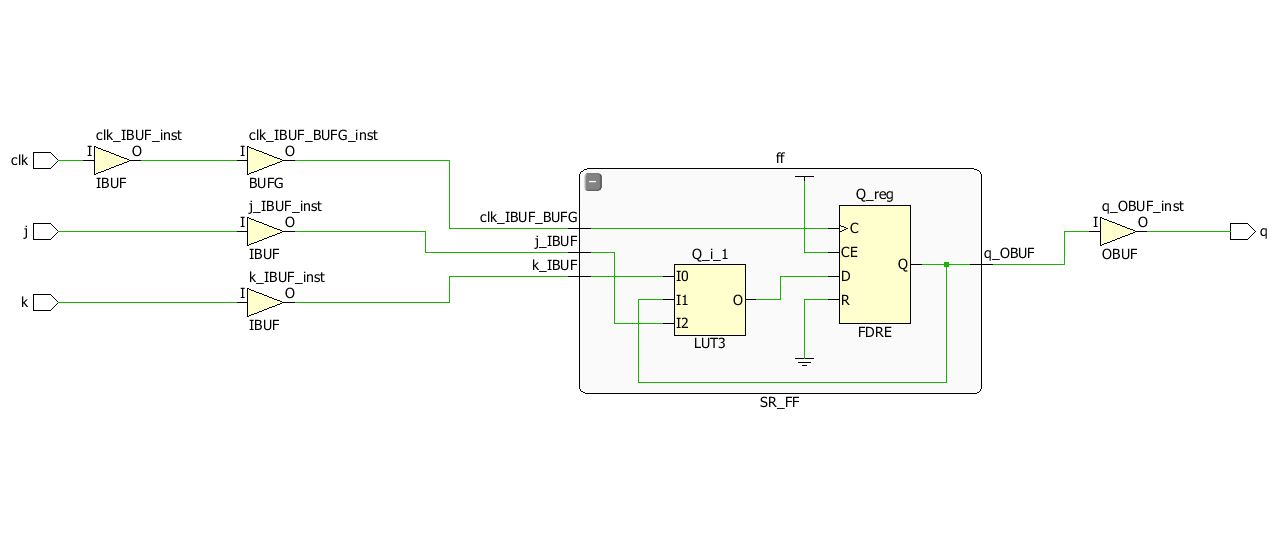 clk_IBUF_inst
clk_IBUF_BUFG_inst
clk
I
O
I
O
IBUF
BUFG
ff
j_IBUF_inst
j
I
O
IBUF
k_IBUF_inst
k
I
O
IBUF
clk_IBUF_BUFG
j_IBUF
k_IBUF
Q_i_1
I0
I1
I2
O
LUT3
Q_reg
C
CE
D
R
Q
FDRE
SR_FF
q_OBUF
q_OBUF_inst
I
O
OBUF
q